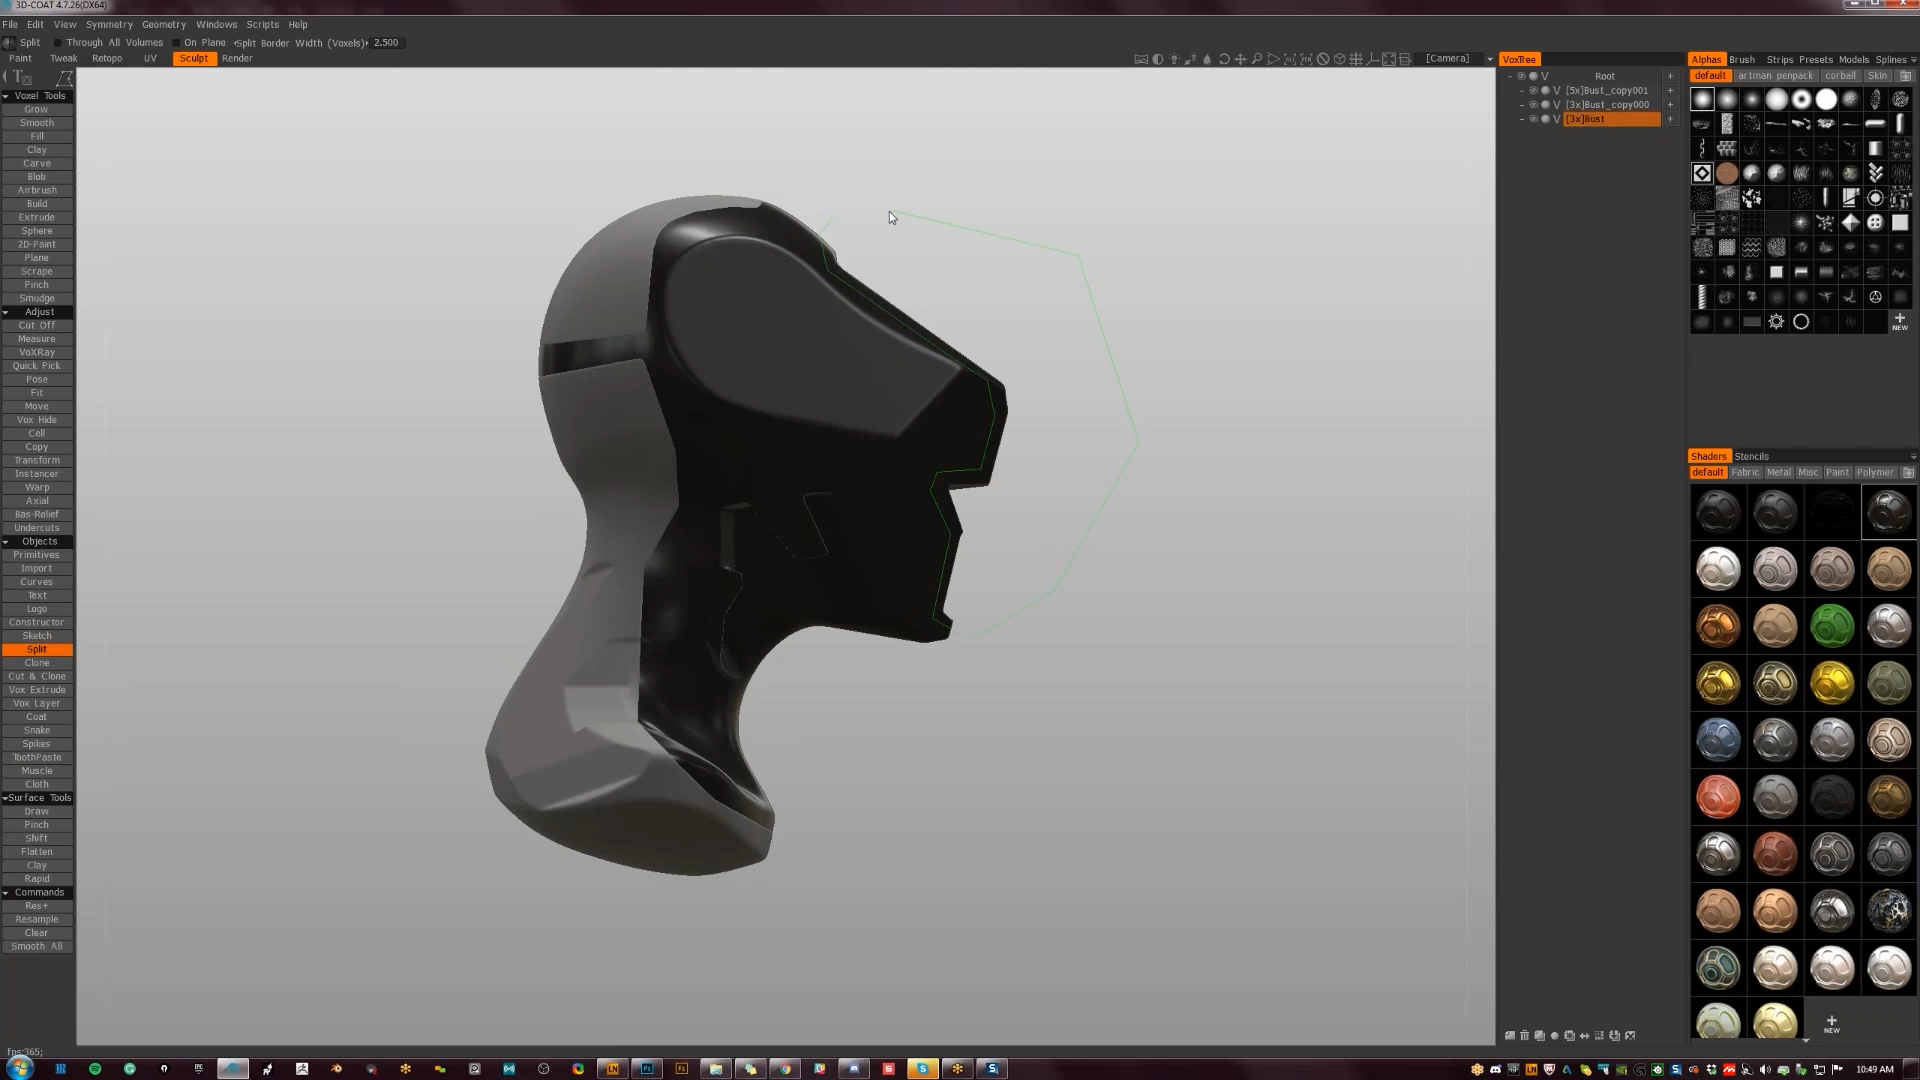 3D-COAT 4.7.26(DX64)
File Edit View Symmetry Geometry Windows Scripts Help
Split Through All Volumes On Plane Split Border Width (Voxels) 2.500
Paint Tweak Retopo UV Sculpt Render [Camera]
Voxel Tools
Grow
Smooth
Fill
Clay
Carve
Blob
Airbrush
Build
Extrude
Sphere
2D-Paint
Plane
Scrape
Pinch
Smudge
Adjust
Cut Off
Measure
VoXRay
Quick Pick
Pose
Fit
Move
Vox Hide
Cell
Copy
Transform
Instancer
Warp
Axial
Bas-Relief
Undercuts
Objects
Primitives
Import
Curves
Text
Logo
Constructor
Sketch
Split
Clone
Cut & Clone
Vox Extrude
Vox Layer
Coat
Snake
Spikes
ToothPaste
Muscle
Cloth
Surface Tools
Draw
Pinch
Shift
Flatten
Clay
Rapid
Commands
Res+
Resample
Clear
Smooth All
fps:365;
VoxTree
V Root +
V [5x]Bust_copy001 +
V [3x]Bust_copy000 +
V [3x]Bust +
Alphas Brush Strips Presets Models Splines
default artman penpack corball Skin
NEW
Shaders Stencils
default Fabric Metal Misc Paint Polymer
NEW
10:49 AM